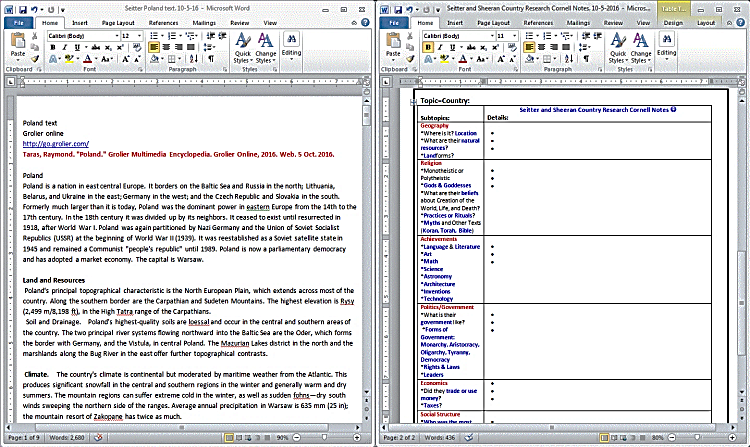 Seitter Poland text. 10-5-16 - Microsoft Word
File Home Insert Page Layout References Mailings Review View
Calibri (Body) 12
Paste
Quick Styles Change Styles Editing
Clipboard Font Paragraph Styles
Poland text
Grolier online
http://go.grolier.com/
Taras, Raymond. "Poland." Grolier Multimedia Encyclopedia. Grolier Online, 2016. Web. 5 Oct. 2016.
Poland
Poland is a nation in east central Europe. It borders on the Baltic Sea and Russia in the north; Lithuania,
Belarus, and Ukraine in the east; Germany in the west; and the Czech Republic and Slovakia in the south.
Formerly much larger than it is today, Poland was the dominant power in eastern Europe from the 14th to the
17th century. In the 18th century it was divided up by its neighbors. It ceased to exist until resurrected in
1918, after World War I. Poland was again partitioned by Nazi Germany and the Union of Soviet Socialist
Republics (USSR) at the beginning of World War II (1939). It was reestablished as a Soviet satellite state in
1945 and remained a Communist "people's republic" until 1989. Poland is now a parliamentary democracy
and has adopted a market economy. The capital is Warsaw.
Land and Resources
Poland's principal topographical characteristic is the North European Plain, which extends across most of the
country. Along the southern border are the Carpathian and Sudeten Mountains. The highest elevation is Rysy
(2,499 m/8,198 ft), in the High Tatra range of the Carpathians.
Soil and Drainage. Poland's highest-quality soils are loessal and occur in the central and southern areas of
the country. The two principal river systems flowing northward into the Baltic Sea are the Oder, which forms
the border with Germany, and the Vistula, in central Poland. The Mazurian Lakes district in the north and the
marshlands along the Bug River in the east offer further topographical contrasts.
Climate. The country's climate is continental but moderated by maritime weather from the Atlantic. This
produces significant snowfall in the central and southern regions in the winter and generally warm and dry
summers. The mountain regions can suffer extreme cold in the winter, as well as sudden fohns—dry south
winds sweeping the northern side of the ranges. Average annual precipitation in Warsaw is 635 mm (25 in);
the mountain resort of Zakopane has twice as much.
Page: 1 of 9 Words: 2,680 90%
Seitter and Sheeran Country Research Cornell Notes. 10-5-2016 - Micros... Table T...
File Home Insert Page Layout References Mailings Review View Design Layout
Calibri (Body) 11
Paste
Quick Styles Change Styles Editing
Clipboard Font Paragraph Styles
Topic=Country:
Seitter and Sheeran Country Research Cornell Notes ☺
Subtopics: Details:
Geography
*Where is it? Location
*What are their natural
resources?
*Landforms?
Religion
*Monotheistic or
Polytheistic
*Gods & Goddesses
*What are their beliefs
about Creation of the
World, Life, and Death?
*Practices or Rituals?
*Myths and Other Texts
(Koran, Torah, Bible)
Achievements
*Language & Literature
*Art
*Math
*Science
*Astronomy
*Architecture
*Inventions
*Technology
Politics/Government
*What is their
government like?
*Forms of
Government:
Monarchy, Aristocracy,
Oligarchy, Tyranny,
Democracy
*Rights & Laws
*Leaders
Economics
*Did they trade or use
money?
*Taxes?
Social Structure
*Who was the most
Page: 2 of 2 Words: 436 80%